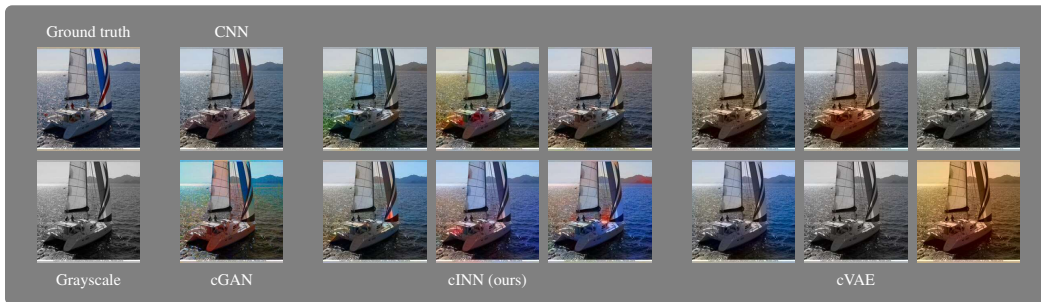 Ground truth
CNN
Grayscale
cGAN
cINN (ours)
cVAE